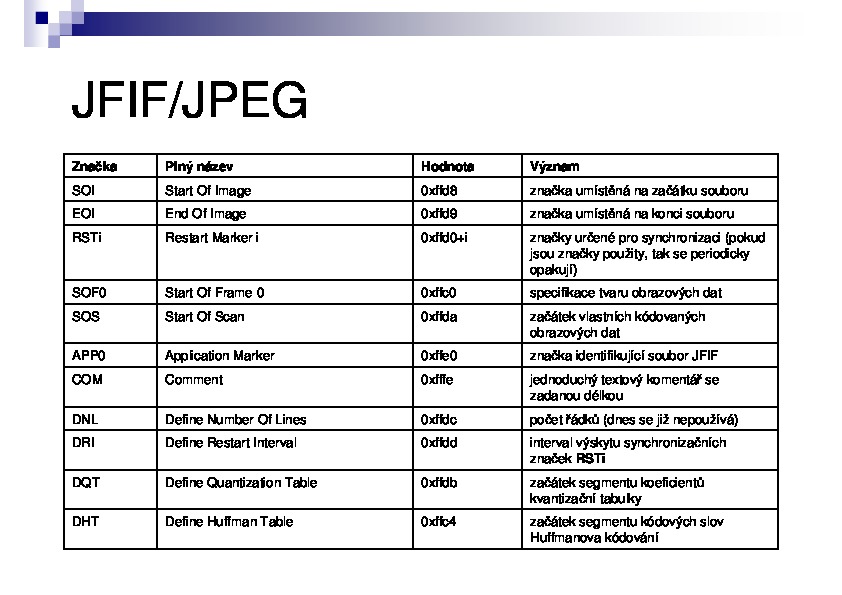 JFIF/JPEG
Značka Plný název Hodnota Význam
SOI Start Of Image 0xffd8 značka umístěná na začátku souboru
EOI End Of Image 0xffd9 značka umístěná na konci souboru
RSTi Restart Marker i 0xffd0+i značky určené pro synchronizaci (pokud
jsou značky použity, tak se periodicky
opakují)
SOF0 Start Of Frame 0 0xffc0 specifikace tvaru obrazových dat
SOS Start Of Scan 0xffda začátek vlastních kódovaných
obrazových dat
APP0 Application Marker 0xffe0 značka identifikující soubor JFIF
COM Comment 0xfffe jednoduchý textový komentář se
zadanou délkou
DNL Define Number Of Lines 0xffdc počet řádků (dnes se již nepoužívá)
DRI Define Restart Interval 0xffdd interval výskytu synchronizačních
značek RSTi
DQT Define Quantization Table 0xffdb začátek segmentu koeficientů
kvantizační tabulky
DHT Define Huffman Table 0xffc4 začátek segmentu kódových slov
Huffmanova kódování